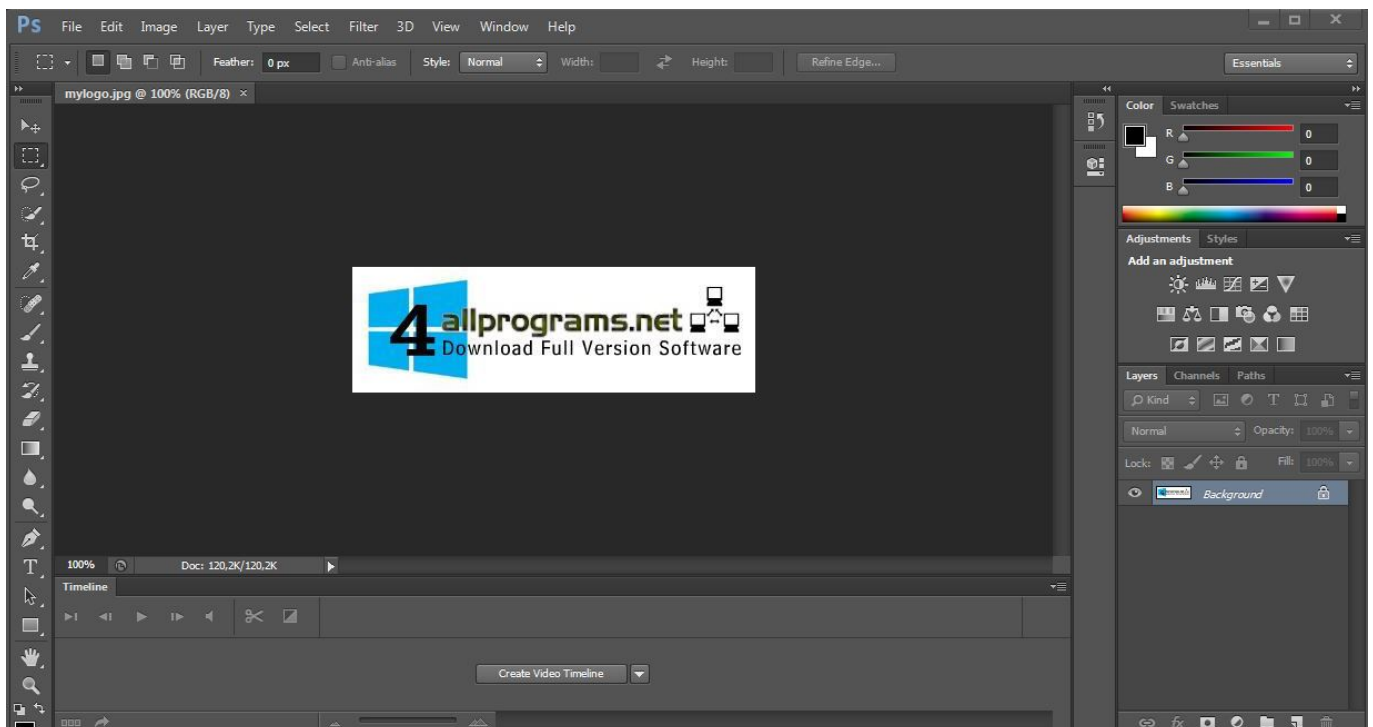 Ps File Edit Image Layer Type Select Filter 3D View Window Help
Feather: 0 px Anti-alias Style: Normal Width: Height: Refine Edge... Essentials
mylogo.jpg @ 100% (RGB/8) ×
Color Swatches
R 0
G 0
B 0
Adjustments Styles
Add an adjustment
4allprograms.net
Download Full Version Software
Layers Channels Paths
Kind
Normal Opacity: 100%
Lock: Fill: 100%
Background
100% Doc: 120,2K/120,2K
Timeline
Create Video Timeline
fx